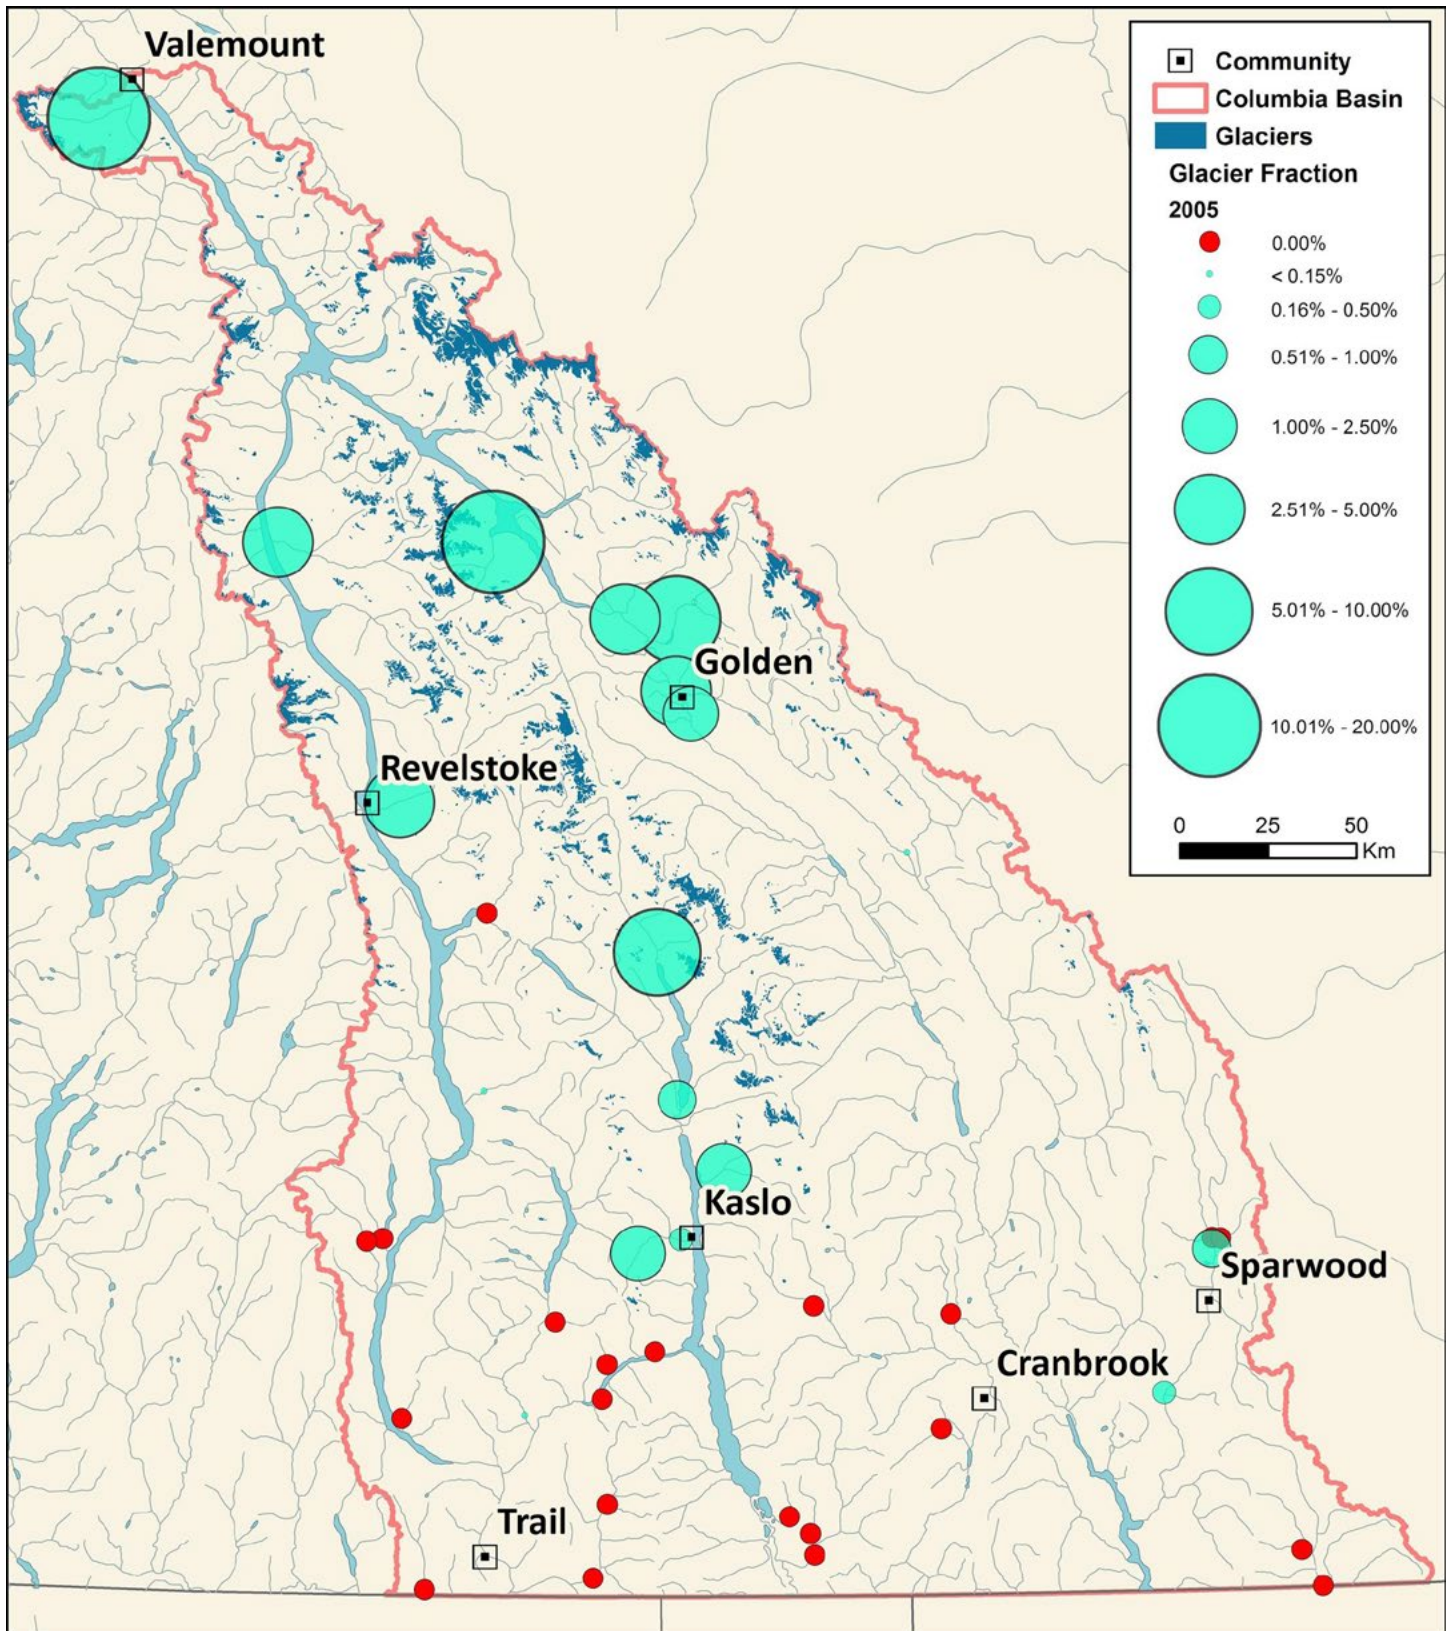 Valemount
Community
Columbia Basin
Glaciers
Glacier Fraction
2005
0.00%
< 0.15%
0.16% - 0.50%
0.51% - 1.00%
1.00% - 2.50%
2.51% - 5.00%
5.01% - 10.00%
10.01% - 20.00%
0 25 50
Km
Golden
Revelstoke
Kaslo
Sparwood
Cranbrook
Trail